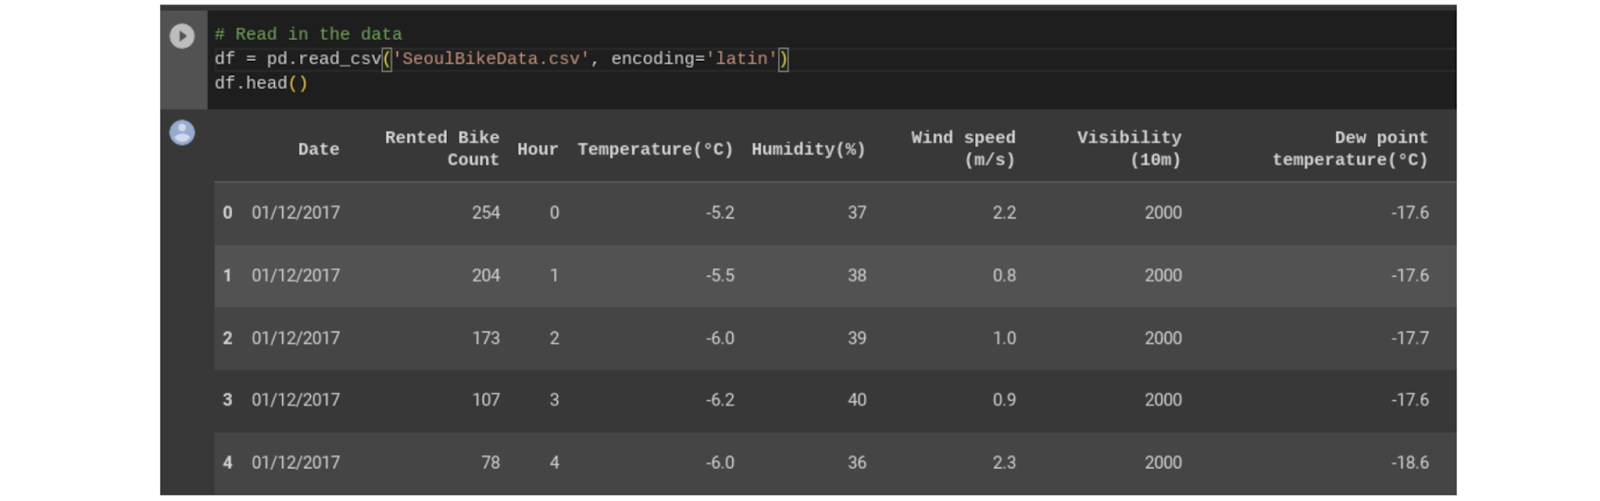 # Read in the data
df = pd.read_csv('SeoulBikeData.csv', encoding='latin')
df.head()
Date Rented Bike Count Hour Temperature(°C) Humidity(%) Wind speed (m/s) Visibility (10m) Dew point temperature(°C)
0 01/12/2017 254 0 -5.2 37 2.2 2000 -17.6
1 01/12/2017 204 1 -5.5 38 0.8 2000 -17.6
2 01/12/2017 173 2 -6.0 39 1.0 2000 -17.7
3 01/12/2017 107 3 -6.2 40 0.9 2000 -17.6
4 01/12/2017 78 4 -6.0 36 2.3 2000 -18.6